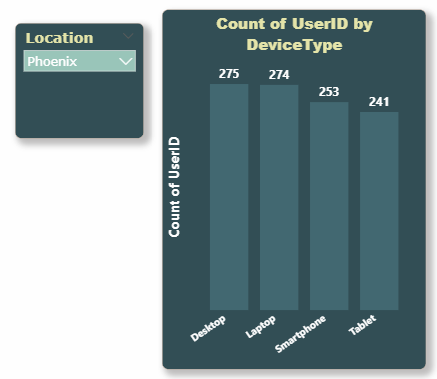 Location
Phoenix
Count of UserID by
DeviceType
275
274
253
241
Count of UserID
Desktop
Laptop
Smartphone
Tablet